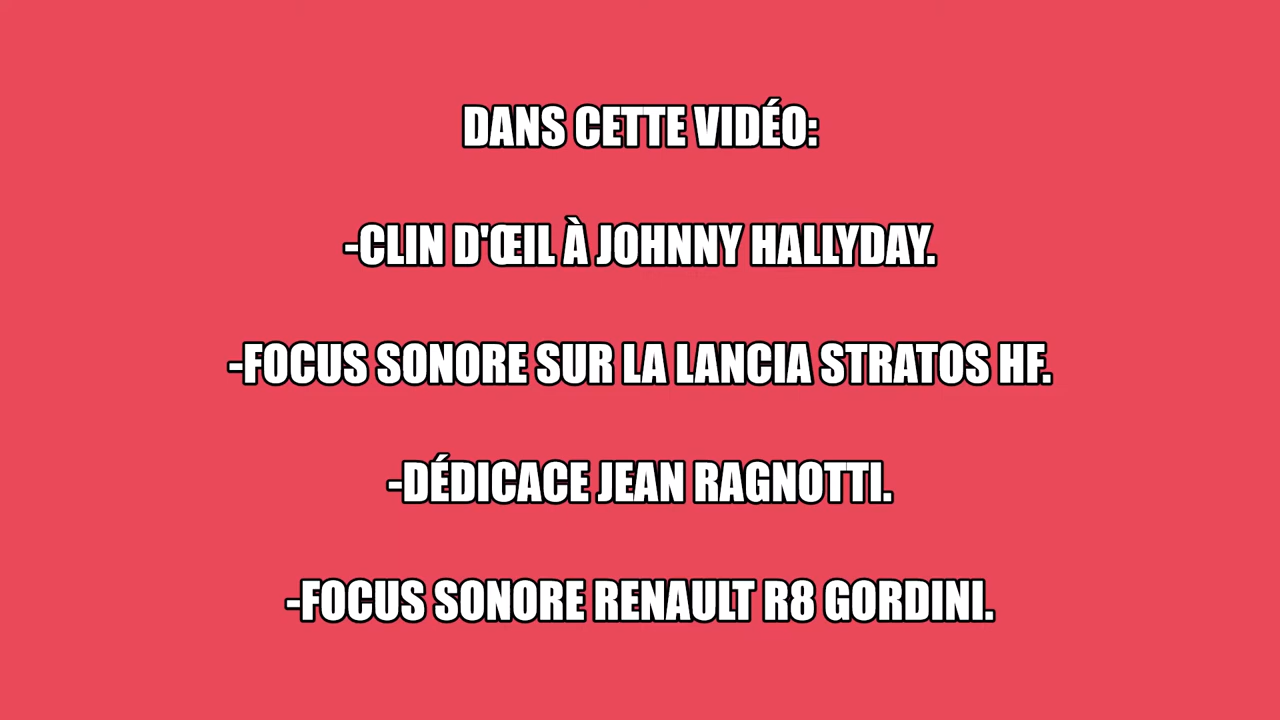 DANS CETTE VIDÉO:
-CLIN D'ŒIL À JOHNNY HALLYDAY.
-FOCUS SONORE SUR LA LANCIA STRATOS HF.
-DÉDICACE JEAN RAGNOTTI.
-FOCUS SONORE RENAULT R8 GORDINI.